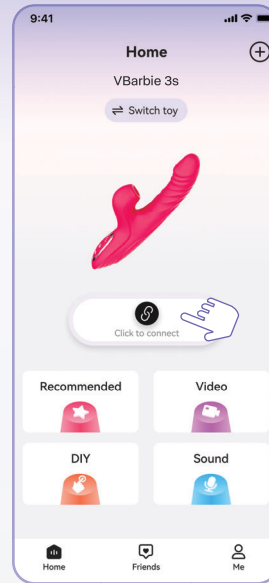 9:41
Home
VBarbie 3s
Switch toy
Click to connect
Recommended
Video
DIY
Sound
Home
Friends
Me